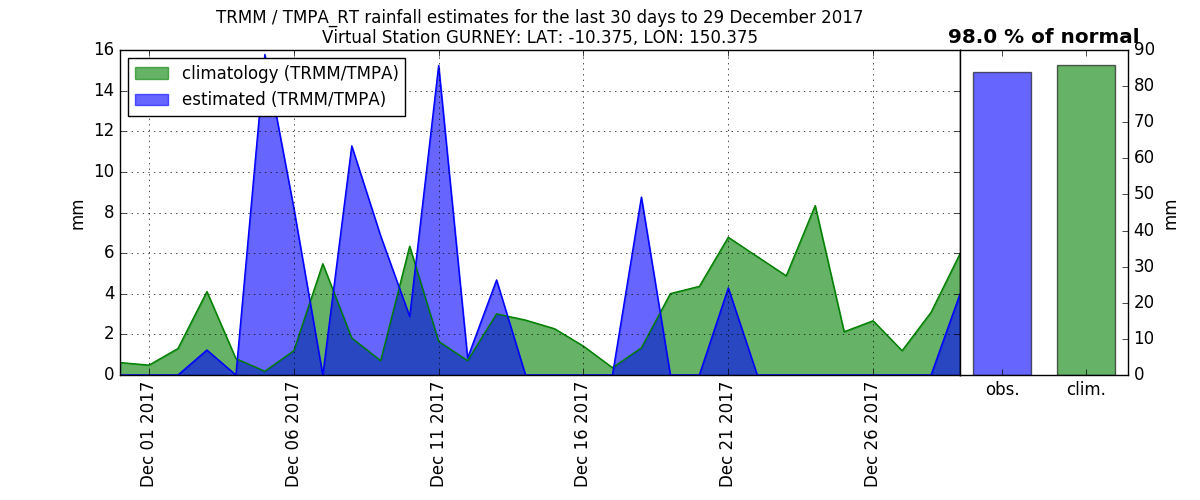 TRMM / TMPA_RT rainfall estimates for the last 30 days to 29 December 2017
Virtual Station GURNEY: LAT: -10.375, LON: 150.375
98.0 % of normal
climatology (TRMM/TMPA)
estimated (TRMM/TMPA)
16
14
12
10
8
6
4
2
0
mm
Dec 01 2017
Dec 06 2017
Dec 11 2017
Dec 16 2017
Dec 21 2017
Dec 26 2017
obs.
clim.
90
80
70
60
50
40
30
20
10
0
mm